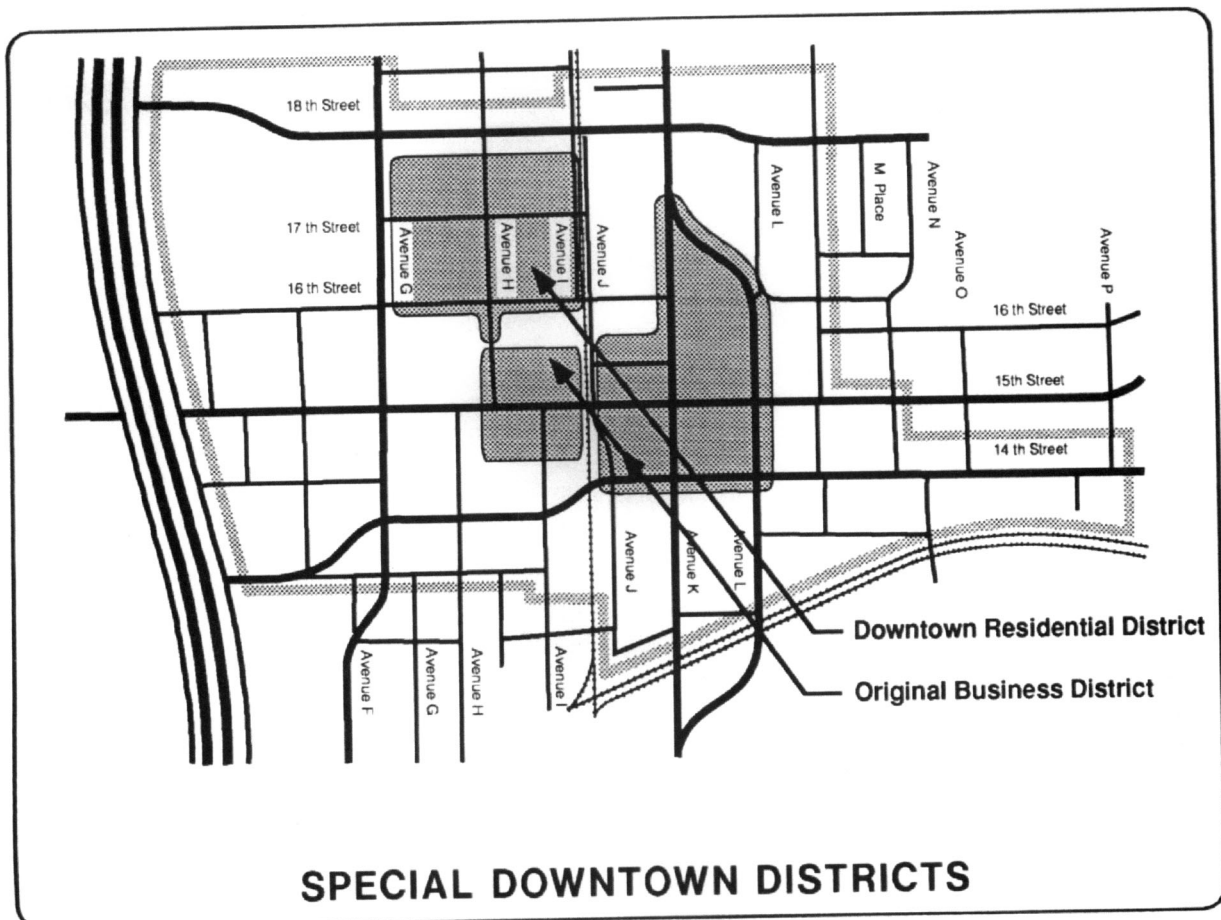 18 th Street
17 th Street
16 th Street
Avenue G
Avenue H
Avenue I
Avenue J
Avenue L
M Place
Avenue N
Avenue O
Avenue P
16 th Street
15th Street
14 th Street
Avenue J
Avenue K
Avenue L
Avenue F
Avenue G
Avenue H
Avenue I
Downtown Residential District
Original Business District
SPECIAL DOWNTOWN DISTRICTS